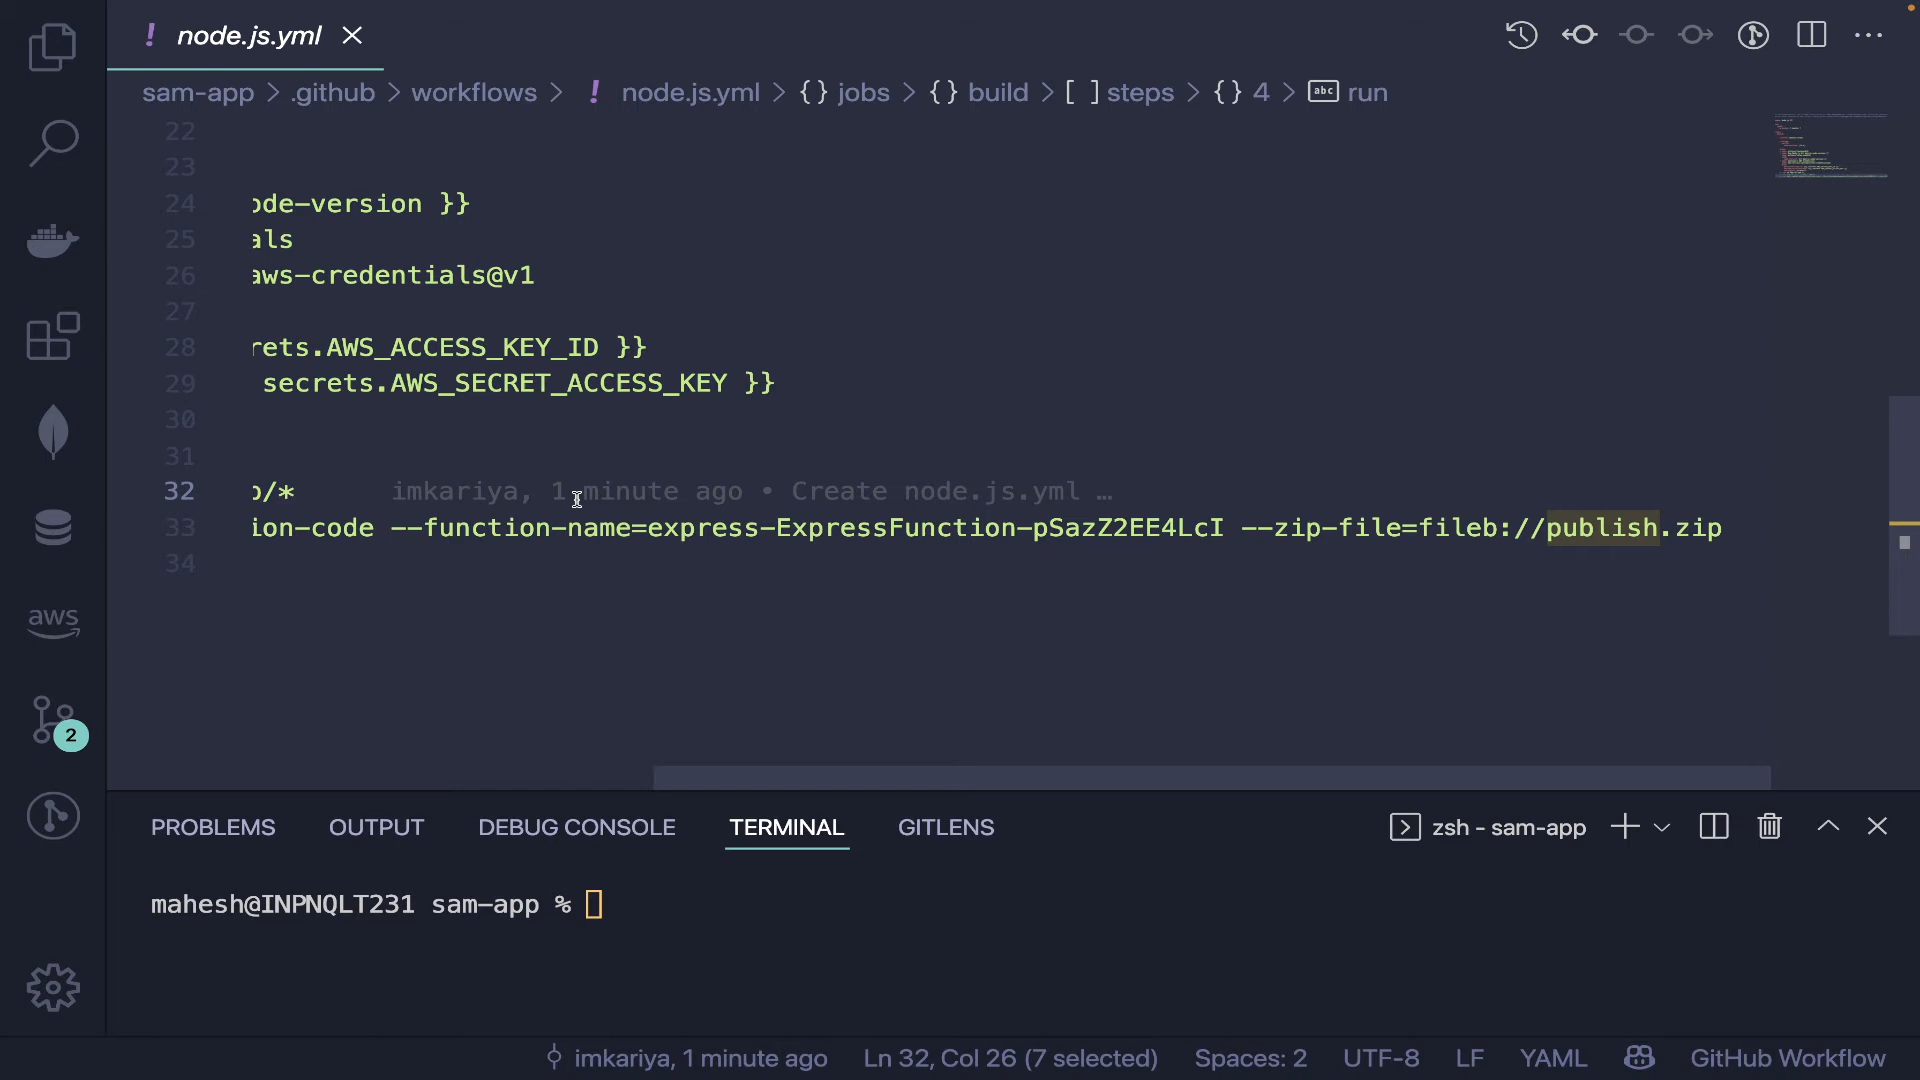 ! node.js.yml
sam-app > .github > workflows > ! node.js.yml > {} jobs > {} build > [ ] steps > {} 4 > abc run
22
23
24 ode-version }}
25 als
26 aws-credentials@v1
27
28 rets.AWS_ACCESS_KEY_ID }}
29 secrets.AWS_SECRET_ACCESS_KEY }}
30
31
32 p/* imkariya, 1 minute ago • Create node.js.yml …
33 ion-code --function-name=express-ExpressFunction-pSazZ2EE4LcI --zip-file=fileb://publish.zip
34
aws
2
PROBLEMS OUTPUT DEBUG CONSOLE TERMINAL GITLENS zsh - sam-app
mahesh@INPNQLT231 sam-app %
imkariya, 1 minute ago Ln 32, Col 26 (7 selected) Spaces: 2 UTF-8 LF YAML GitHub Workflow